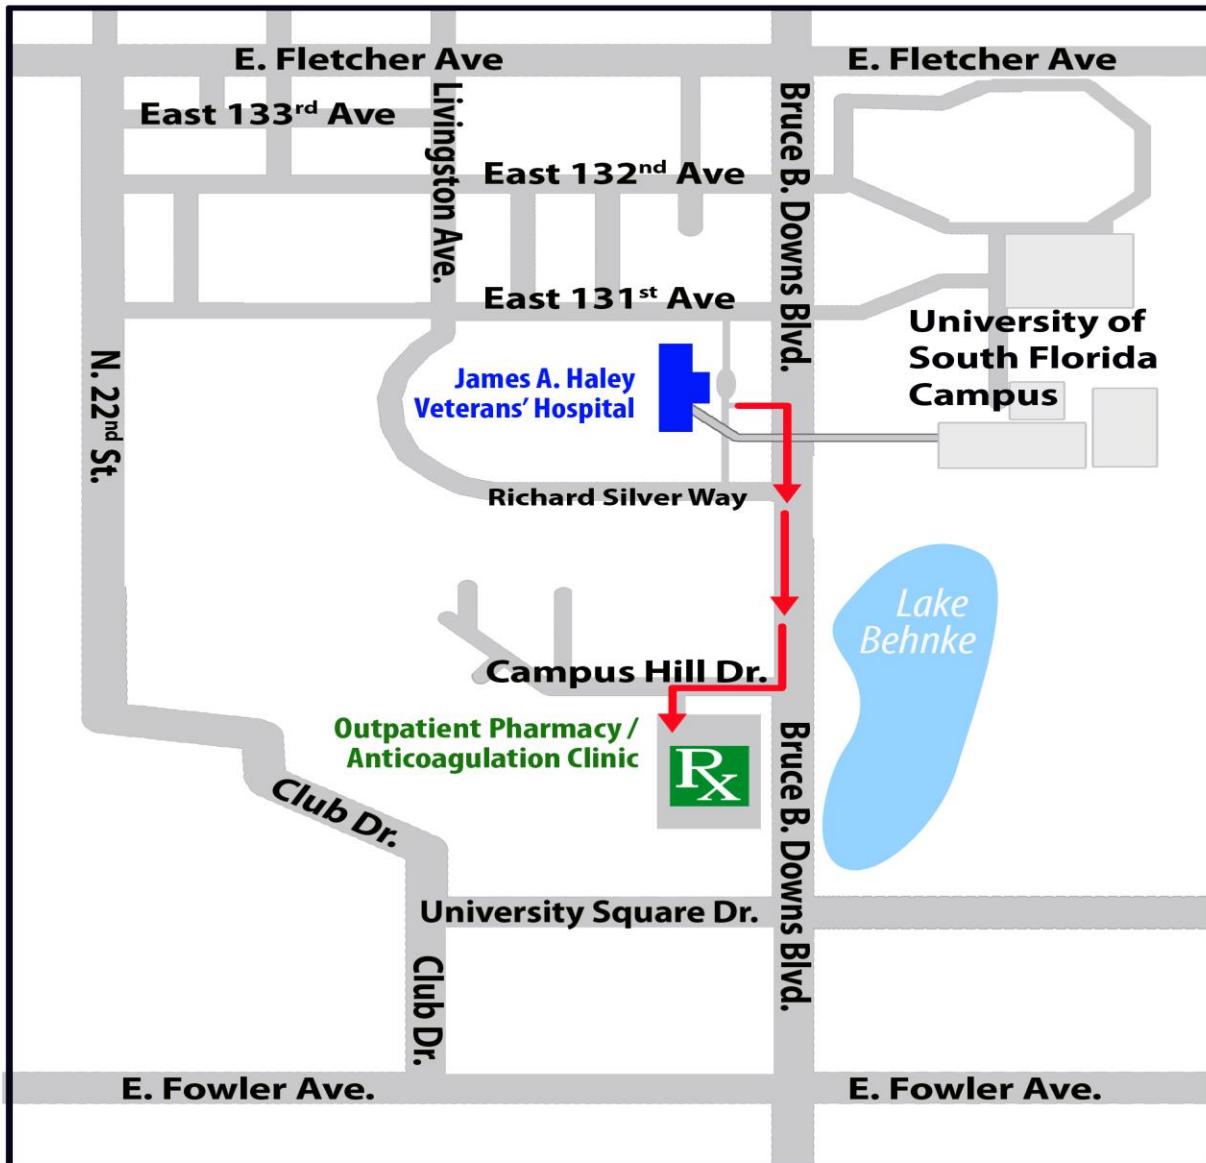 E. Fletcher Ave
E. Fletcher Ave
East 133rd Ave
Livingston Ave.
Bruce B. Downs Blvd.
East 132nd Ave
East 131st Ave
University of
South Florida
Campus
N. 22nd St.
James A. Haley
Veterans’ Hospital
Richard Silver Way
Lake
Behnke
Campus Hill Dr.
Outpatient Pharmacy /
Anticoagulation Clinic
Rx
Bruce B. Downs Blvd.
Club Dr.
University Square Dr.
Club Dr.
E. Fowler Ave.
E. Fowler Ave.